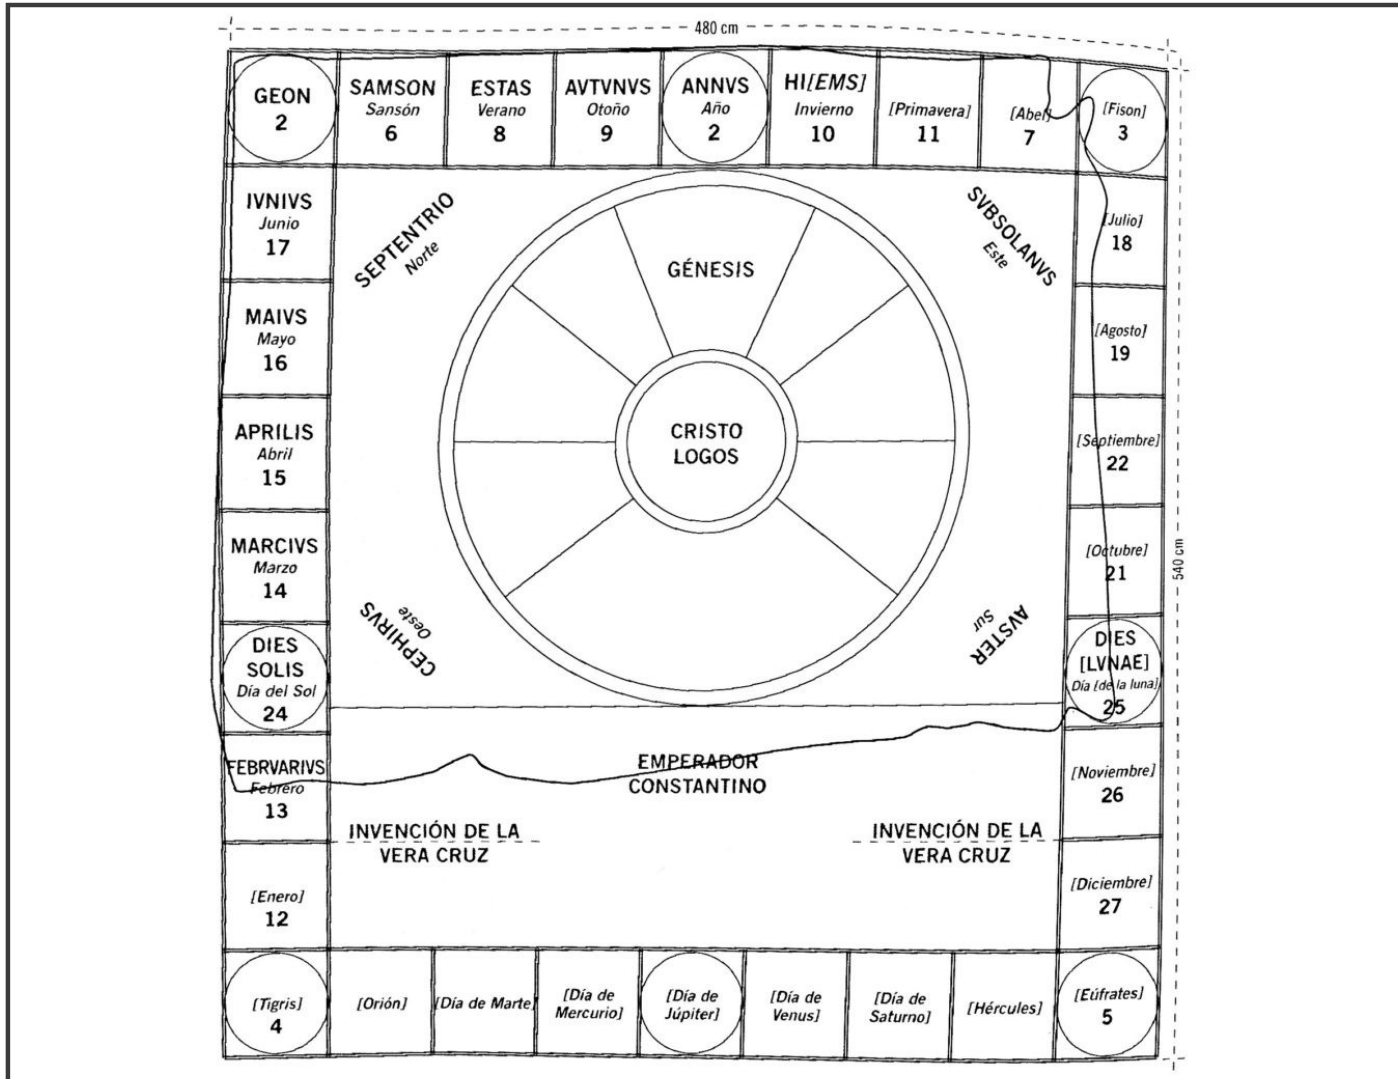 480 cm
GEON
2
SAMSON
Sansón
6
ESTAS
Verano
8
AVTVNVS
Otoño
9
ANNVS
Año
2
HI[EMS]
Invierno
10
[Primavera]
11
[Abel]
7
[Fison]
3
IVNIVS
Junio
17
MAIVS
Mayo
16
APRILIS
Abril
15
MARCIVS
Marzo
14
DIES
SOLIS
Día del Sol
24
FEBRVARIVS
Febrero
13
[Enero]
12
SEPTENTRIO
Norte
SVBSOLANVS
Este
GÉNESIS
CRISTO
LOGOS
CEPHIRVS
Oeste
AVSTER
Sur
EMPERADOR
CONSTANTINO
INVENCIÓN DE LA
VERA CRUZ
INVENCIÓN DE LA
VERA CRUZ
[Julio]
18
[Agosto]
19
[Septiembre]
22
[Octubre]
21
DIES
[LVNAE]
Día [de la luna]
25
[Noviembre]
26
[Diciembre]
27
540 cm
[Tigris]
4
[Orión]
[Día de Marte]
[Día de
Mercurio]
[Día de
Júpiter]
[Día de
Venus]
[Día de
Saturno]
[Hércules]
[Eúfrates]
5